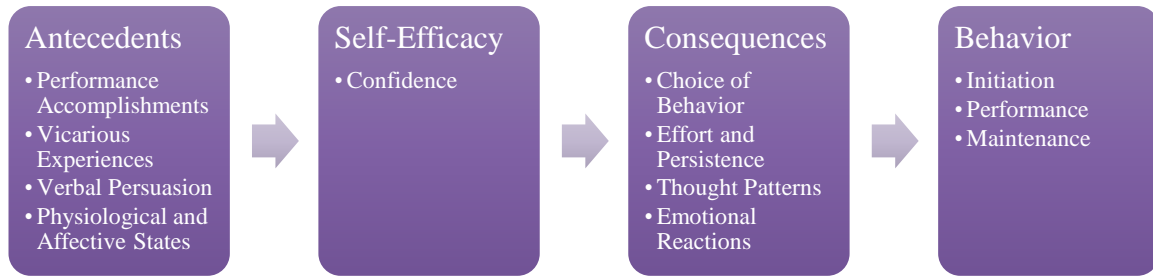 Antecedents
• Performance
Accomplishments
• Vicarious
Experiences
• Verbal Persuasion
• Physiological and
Affective States
Self-Efficacy
• Confidence
Consequences
• Choice of
Behavior
• Effort and
Persistence
• Thought Patterns
• Emotional
Reactions
Behavior
• Initiation
• Performance
• Maintenance